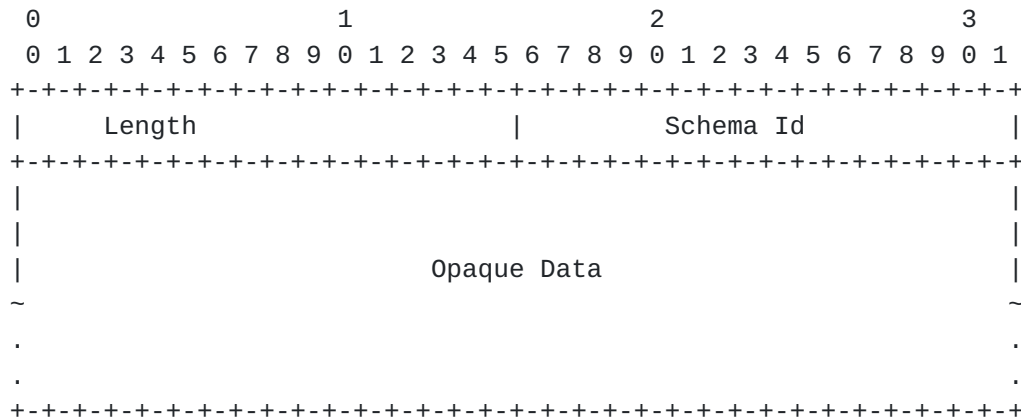 0                   1                   2                   3
 0 1 2 3 4 5 6 7 8 9 0 1 2 3 4 5 6 7 8 9 0 1 2 3 4 5 6 7 8 9 0 1
+-+-+-+-+-+-+-+-+-+-+-+-+-+-+-+-+-+-+-+-+-+-+-+-+-+-+-+-+-+-+-+-+
|     Length                    |         Schema Id             |
+-+-+-+-+-+-+-+-+-+-+-+-+-+-+-+-+-+-+-+-+-+-+-+-+-+-+-+-+-+-+-+-+
|                                                               |
|                                                               |
|                          Opaque Data                          |
~                                                               ~
.                                                               .
.                                                               .
+-+-+-+-+-+-+-+-+-+-+-+-+-+-+-+-+-+-+-+-+-+-+-+-+-+-+-+-+-+-+-+-+